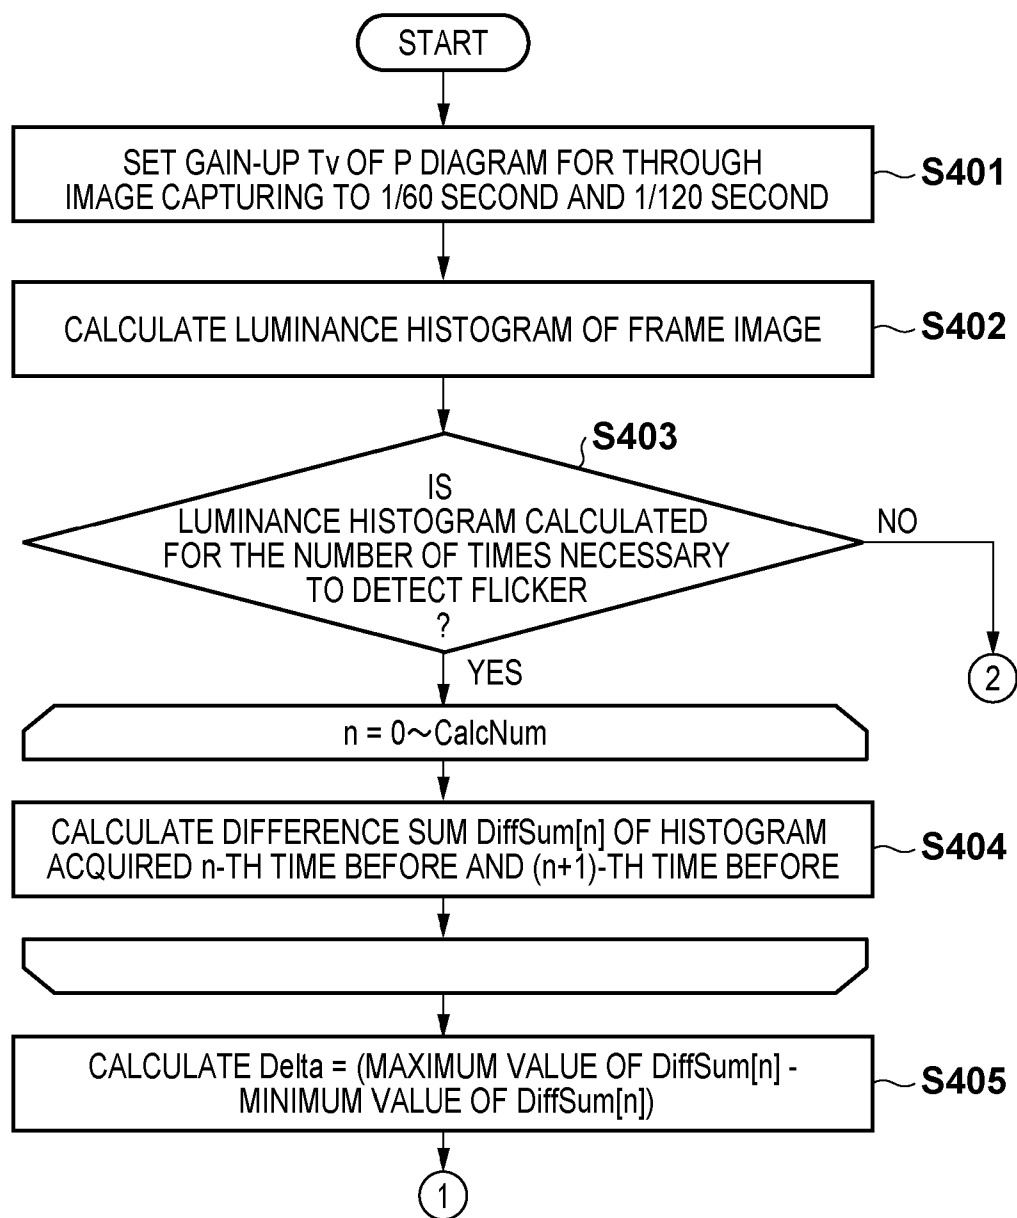 START
SET GAIN-UP Tv OF P DIAGRAM FOR THROUGH
IMAGE CAPTURING TO 1/60 SECOND AND 1/120 SECOND
S401
CALCULATE LUMINANCE HISTOGRAM OF FRAME IMAGE
S402
S403
IS
LUMINANCE HISTOGRAM CALCULATED
FOR THE NUMBER OF TIMES NECESSARY
TO DETECT FLICKER
?
NO
2
YES
n = 0～CalcNum
CALCULATE DIFFERENCE SUM DiffSum[n] OF HISTOGRAM
ACQUIRED n-TH TIME BEFORE AND (n+1)-TH TIME BEFORE
S404
CALCULATE Delta = (MAXIMUM VALUE OF DiffSum[n] -
MINIMUM VALUE OF DiffSum[n])
S405
1